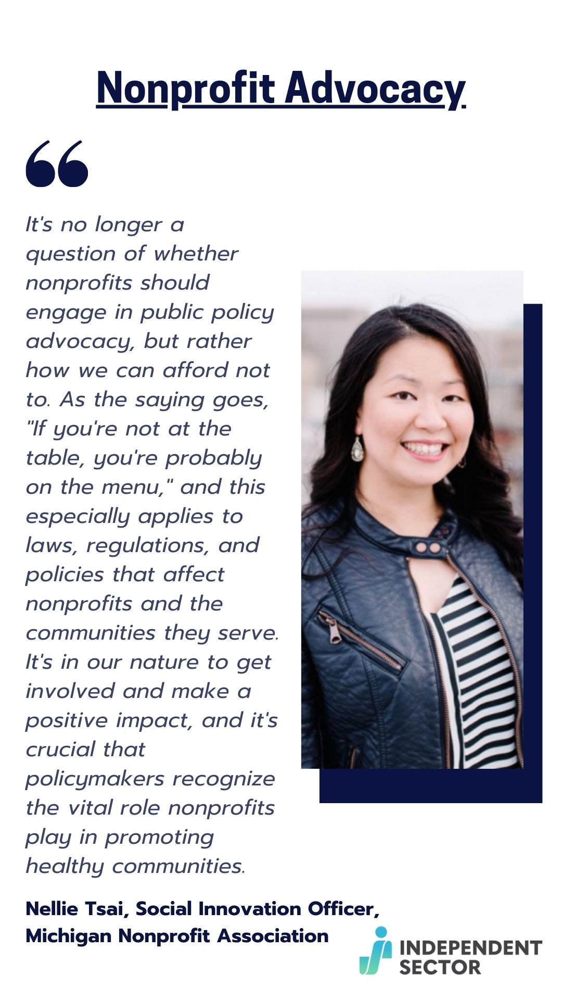 Nonprofit Advocacy
“
It's no longer a
question of whether
nonprofits should
engage in public policy
advocacy, but rather
how we can afford not
to. As the saying goes,
"If you're not at the
table, you're probably
on the menu," and this
especially applies to
laws, regulations, and
policies that affect
nonprofits and the
communities they serve.
It's in our nature to get
involved and make a
positive impact, and it's
crucial that
policymakers recognize
the vital role nonprofits
play in promoting
healthy communities.
Nellie Tsai, Social Innovation Officer,
Michigan Nonprofit Association
INDEPENDENT
SECTOR